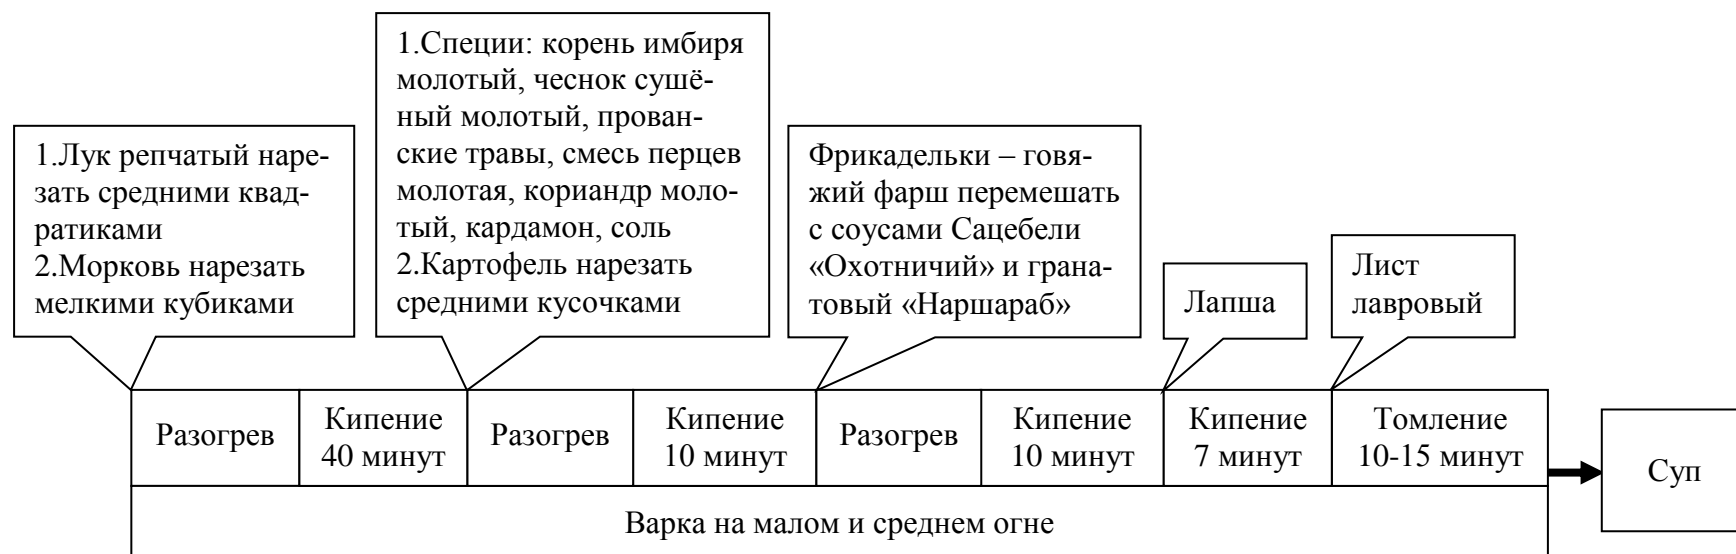 1.Лук репчатый наре-
зать средними квад-
ратиками
2.Морковь нарезать
мелкими кубиками
1.Специи: корень имбиря
молотый, чеснок сушё-
ный молотый, прован-
ские травы, смесь перцев
молотая, кориандр моло-
тый, кардамон, соль
2.Картофель нарезать
средними кусочками
Фрикадельки – говя-
жий фарш перемешать
с соусами Сацебели
«Охотничий» и грана-
товый «Наршараб»
Лапша
Лист
лавровый
Разогрев
Кипение
40 минут
Разогрев
Кипение
10 минут
Разогрев
Кипение
10 минут
Кипение
7 минут
Томление
10-15 минут
Суп
Варка на малом и среднем огне